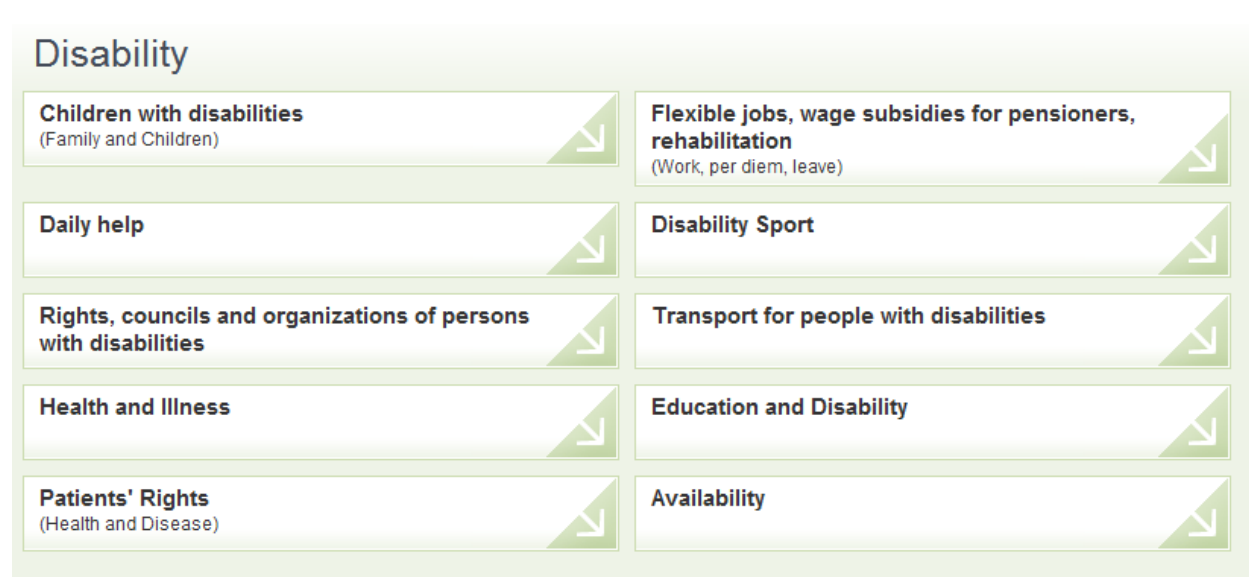 Disability
Children with disabilities
(Family and Children)
Flexible jobs, wage subsidies for pensioners,
rehabilitation
(Work, per diem, leave)
Daily help
Disability Sport
Rights, councils and organizations of persons
with disabilities
Transport for people with disabilities
Health and Illness
Education and Disability
Patients' Rights
(Health and Disease)
Availability